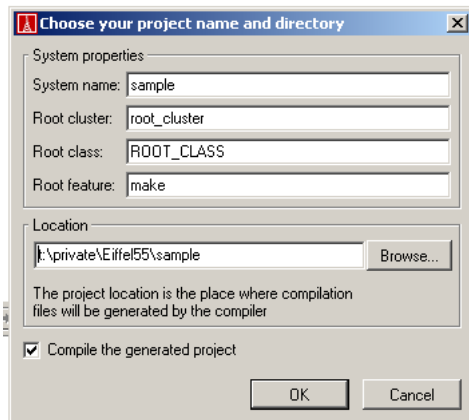 Choose your project name and directory
System properties
System name: sample
Root cluster: root_cluster
Root class: ROOT_CLASS
Root feature: make
Location
t:\private\Eiffel55\sample Browse...
The project location is the place where compilation
files will be generated by the compiler
Compile the generated project
OK Cancel